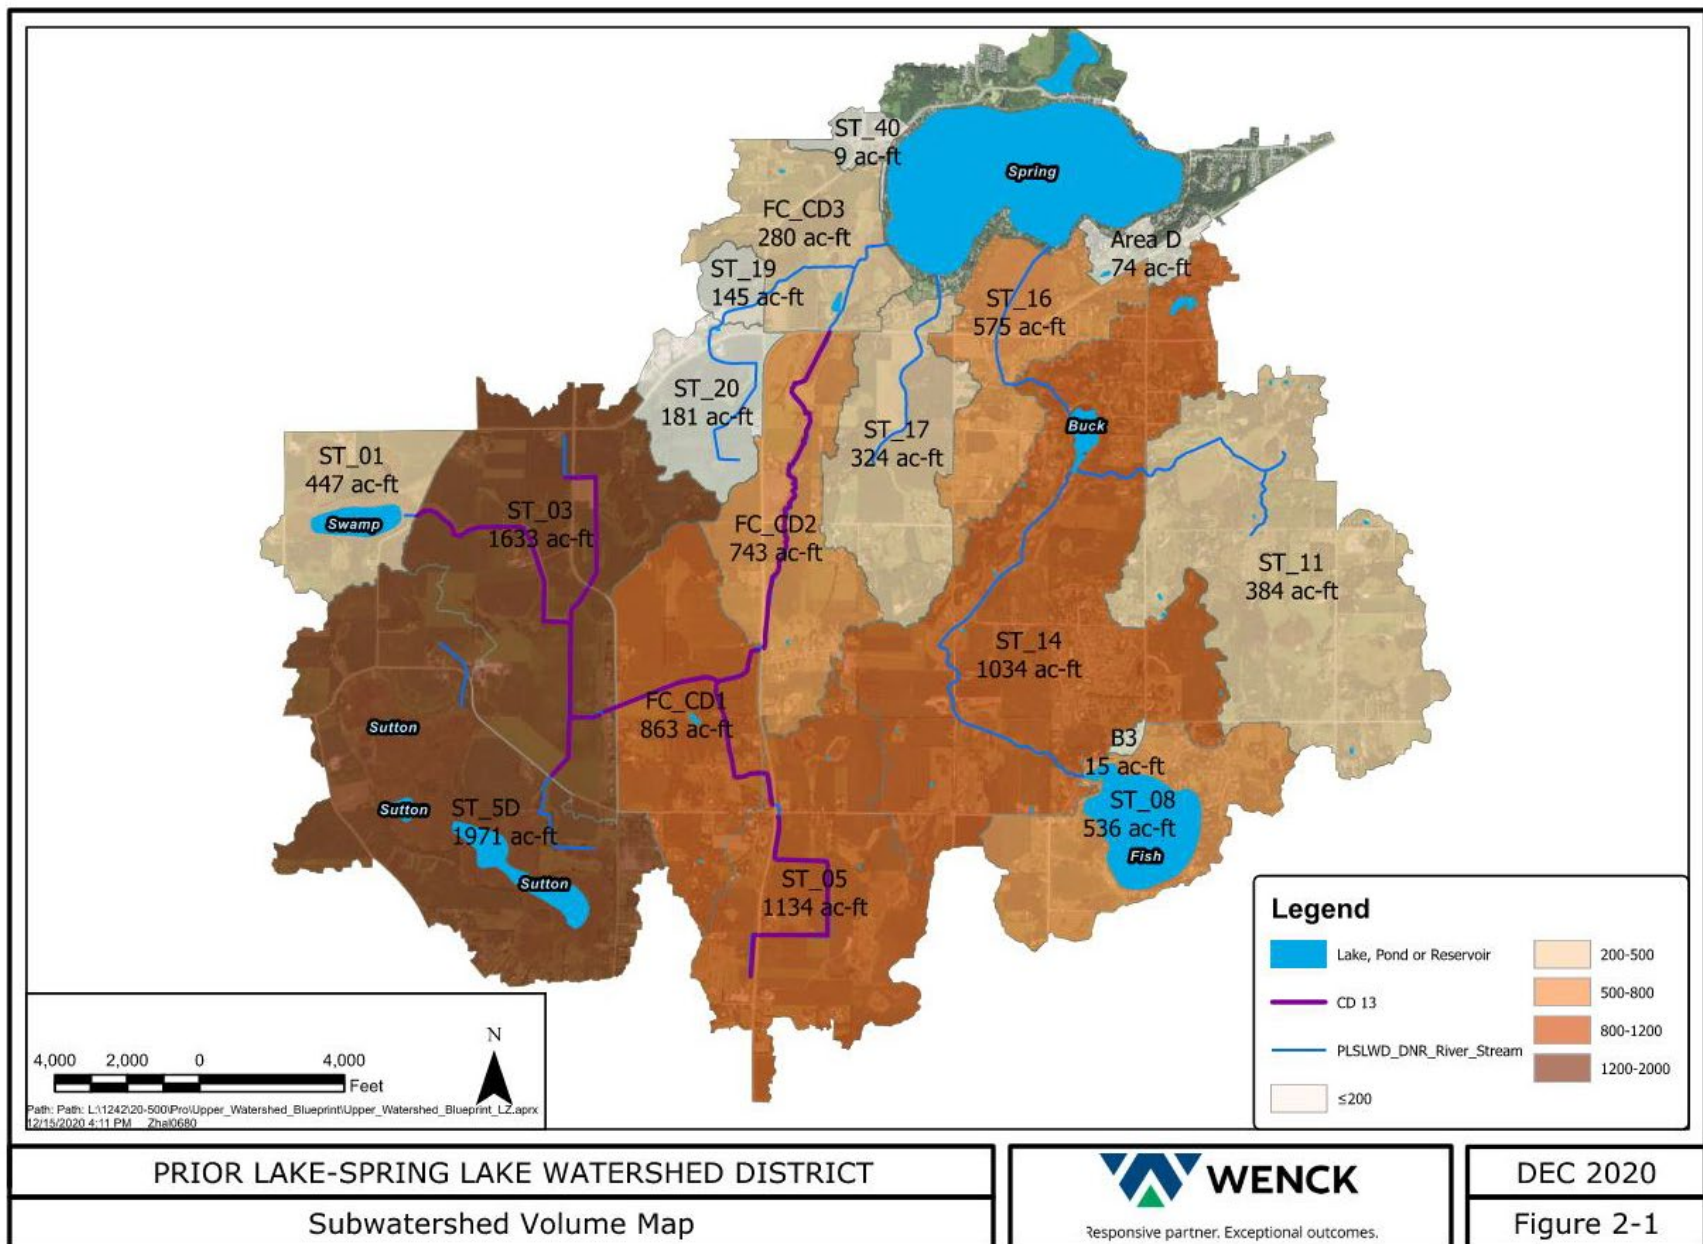 ST_40
9 ac-ft
Spring
FC_CD3
280 ac-ft
Area D
74 ac-ft
ST_19
145 ac-ft
ST_16
575 ac-ft
ST_20
181 ac-ft
ST_17
324 ac-ft
Buck
ST_01
447 ac-ft
Swamp
ST_03
1633 ac-ft
FC_CD2
743 ac-ft
ST_11
384 ac-ft
ST_14
1034 ac-ft
FC_CD1
863 ac-ft
Sutton
B3
15 ac-ft
Sutton
ST_5D
1971 ac-ft
ST_08
536 ac-ft
Fish
Sutton
ST_05
1134 ac-ft
Legend
Lake, Pond or Reservoir
CD 13
PLSLWD_DNR_River_Stream
≤200
200-500
500-800
800-1200
1200-2000
N
4,000 2,000 0 4,000
Feet
Path: Path: L:\1242\20-500\Pro\Upper_Watershed_Blueprint\Upper_Watershed_Blueprint_LZ.aprx
12/15/2020 4:11 PM Zhal0680
PRIOR LAKE-SPRING LAKE WATERSHED DISTRICT
Subwatershed Volume Map
WENCK
Responsive partner. Exceptional outcomes.
DEC 2020
Figure 2-1